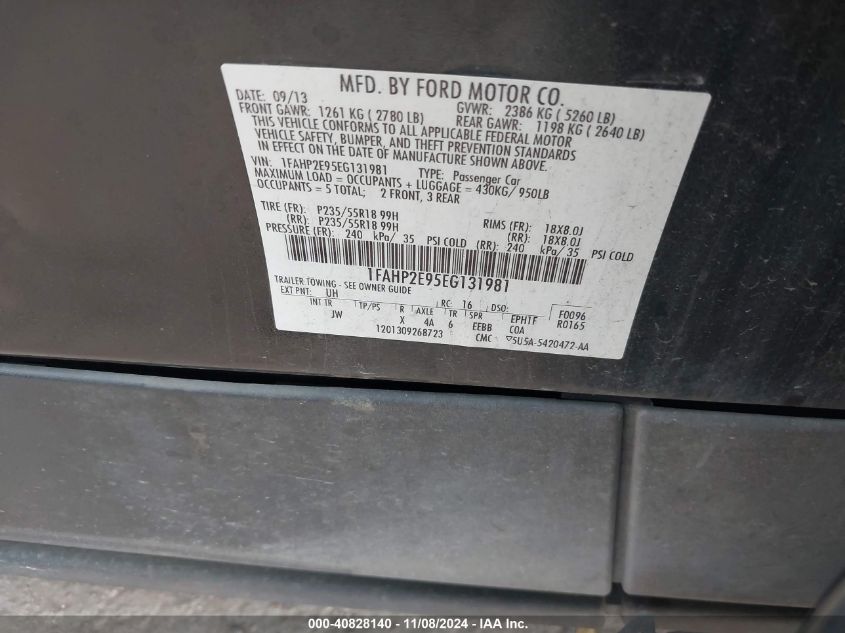 MFD. BY FORD MOTOR CO.
DATE: 09/13 GVWR: 2386 KG ( 5260 LB)
FRONT GAWR: 1261 KG ( 2780 LB) REAR GAWR: 1198 KG ( 2640 LB)
THIS VEHICLE CONFORMS TO ALL APPLICABLE FEDERAL MOTOR
VEHICLE SAFETY, BUMPER, AND THEFT PREVENTION STANDARDS
IN EFFECT ON THE DATE OF MANUFACTURE SHOWN ABOVE.
VIN: 1FAHP2E95EG131981 TYPE: Passenger Car
MAXIMUM LOAD = OCCUPANTS + LUGGAGE = 430KG/ 950LB
OCCUPANTS = 5 TOTAL; 2 FRONT, 3 REAR
TIRE (FR): P235/55R18 99H RIMS (FR): 18X8.0J
(RR): P235/55R18 99H (RR): 18X8.0J
PRESSURE (FR): 240 kPa/ 35 PSI COLD (RR): 240 kPa/ 35 PSI COLD
1FAHP2E95EG131981
TRAILER TOWING - SEE OWNER GUIDE
EXT PNT: UH RC: 16 DSO: F0096
INT TR TP/PS R AXLE TR SPR EPHTF R0165
JW X 4A 6 EEBB COA
1201309268723 CMC 5U5A-5420472-AA
000-40828140 - 11/08/2024 - IAA Inc.